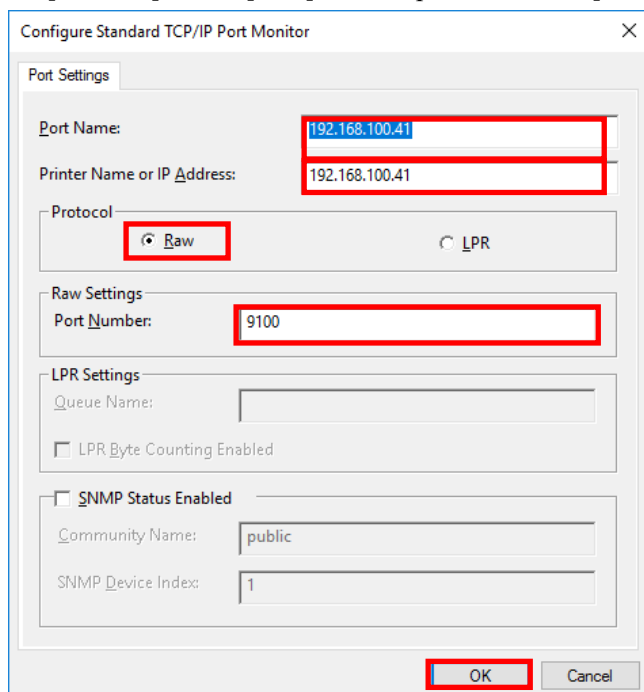 Configure Standard TCP/IP Port Monitor
Port Settings
Port Name: 192.168.100.41
Printer Name or IP Address: 192.168.100.41
Protocol
Raw LPR
Raw Settings
Port Number: 9100
LPR Settings
Queue Name:
LPR Byte Counting Enabled
SNMP Status Enabled
Community Name: public
SNMP Device Index: 1
OK Cancel